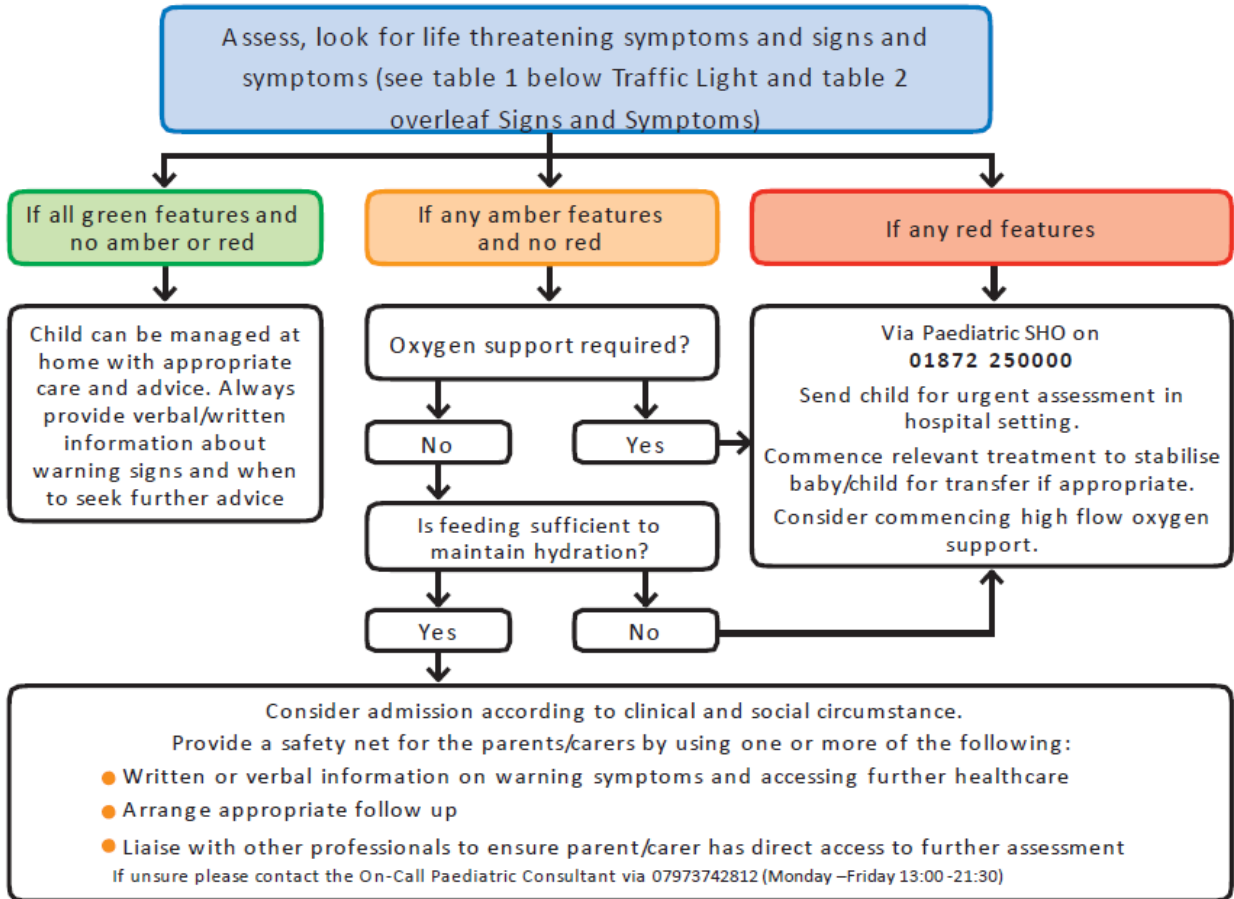 Assess, look for life threatening symptoms and signs and
symptoms (see table 1 below Traffic Light and table 2
overleaf Signs and Symptoms)
If all green features and
no amber or red
If any amber features
and no red
If any red features
Child can be managed at
home with appropriate
care and advice. Always
provide verbal/written
information about
warning signs and when
to seek further advice
Oxygen support required?
No
Yes
Via Paediatric SHO on
01872 250000
Send child for urgent assessment in
hospital setting.
Commence relevant treatment to stabilise
baby/child for transfer if appropriate.
Consider commencing high flow oxygen
support.
Is feeding sufficient to
maintain hydration?
Yes
No
Consider admission according to clinical and social circumstance.
Provide a safety net for the parents/carers by using one or more of the following:
Written or verbal information on warning symptoms and accessing further healthcare
Arrange appropriate follow up
Liaise with other professionals to ensure parent/carer has direct access to further assessment
If unsure please contact the On-Call Paediatric Consultant via 07973742812 (Monday –Friday 13:00 -21:30)